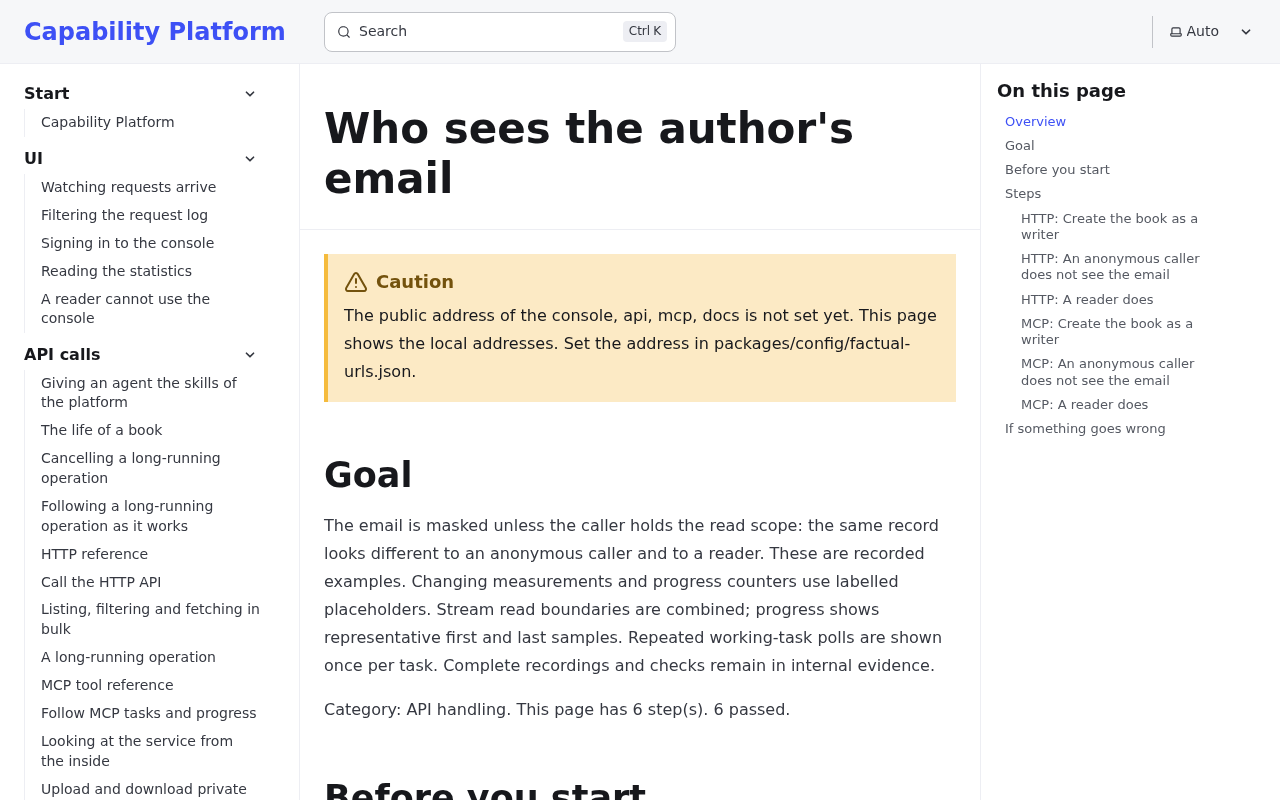 Capability Platform
Search
Ctrl K
Auto
Start
Capability Platform
UI
Watching requests arrive
Filtering the request log
Signing in to the console
Reading the statistics
A reader cannot use the
console
API calls
Giving an agent the skills of
the platform
The life of a book
Cancelling a long-running
operation
Following a long-running
operation as it works
HTTP reference
Call the HTTP API
Listing, filtering and fetching in
bulk
A long-running operation
MCP tool reference
Follow MCP tasks and progress
Looking at the service from
the inside
Upload and download private
Who sees the author's
email
Caution
The public address of the console, api, mcp, docs is not set yet. This page
shows the local addresses. Set the address in packages/config/factual-
urls.json.
Goal
The email is masked unless the caller holds the read scope: the same record
looks different to an anonymous caller and to a reader. These are recorded
examples. Changing measurements and progress counters use labelled
placeholders. Stream read boundaries are combined; progress shows
representative first and last samples. Repeated working-task polls are shown
once per task. Complete recordings and checks remain in internal evidence.
Category: API handling. This page has 6 step(s). 6 passed.
Before you start
On this page
Overview
Goal
Before you start
Steps
HTTP: Create the book as a
writer
HTTP: An anonymous caller
does not see the email
HTTP: A reader does
MCP: Create the book as a
writer
MCP: An anonymous caller
does not see the email
MCP: A reader does
If something goes wrong